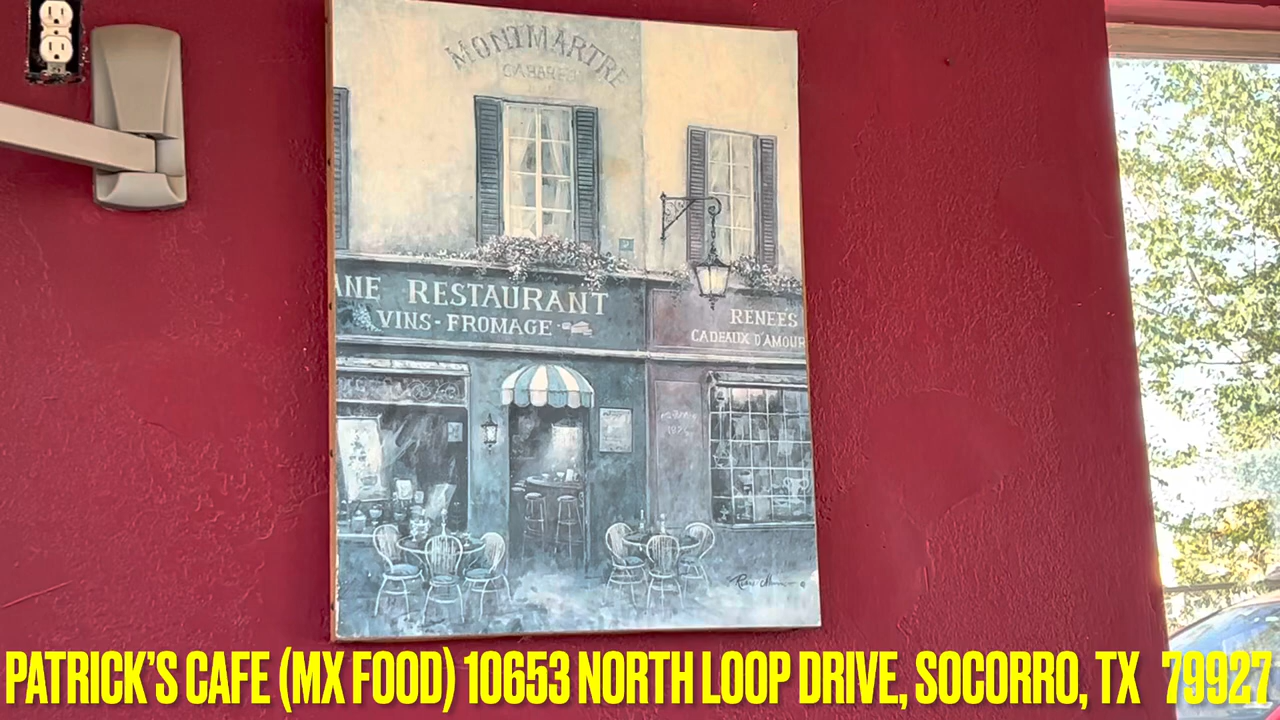 MONTMARTRE
CABARET
ANE RESTAURANT
VINS-FROMAGE
RENEES
CADEAUX D'AMOUR
PATRICK'S CAFE (MX FOOD) 10653 NORTH LOOP DRIVE, SOCORRO, TX 79927